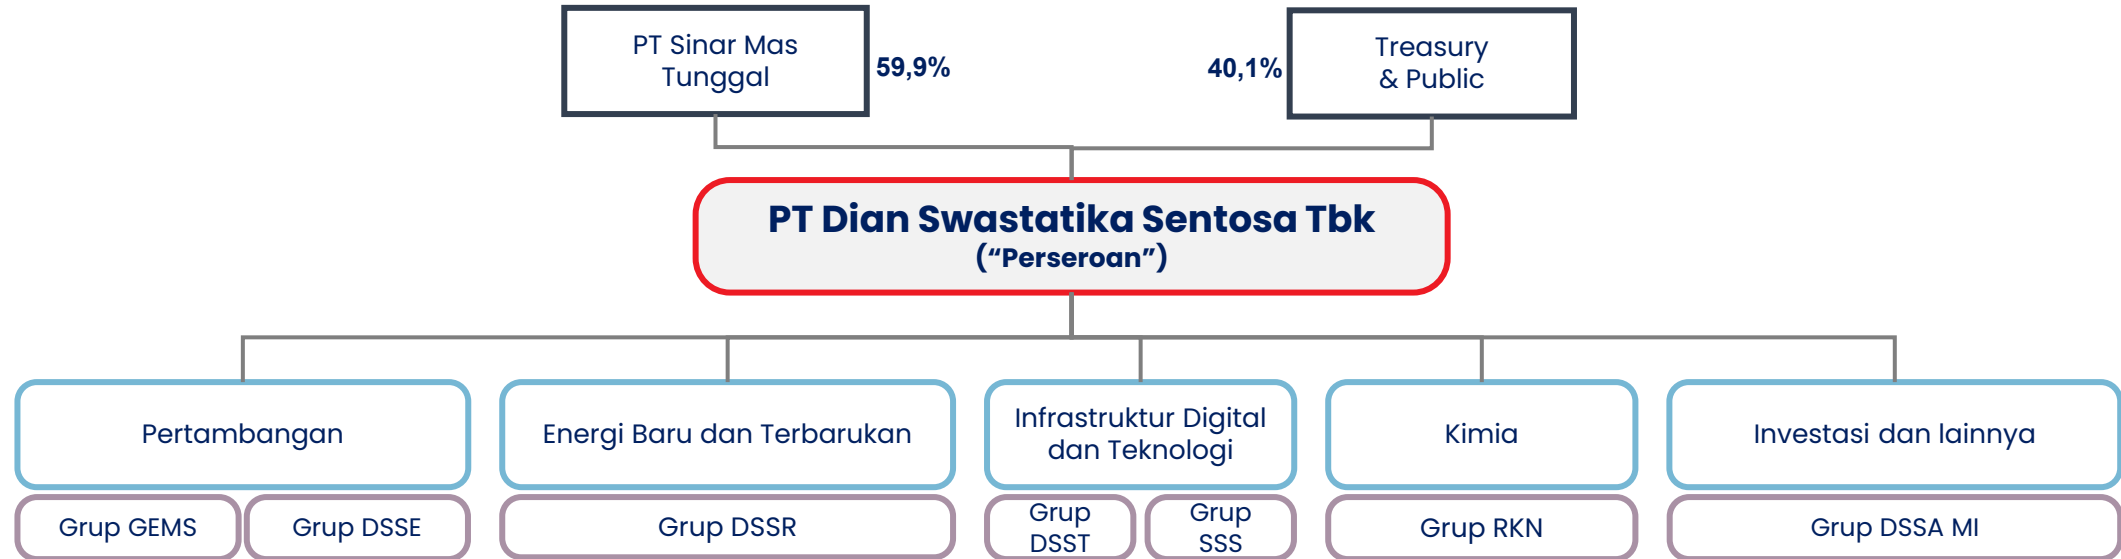 PT Sinar Mas
Tunggal
59,9%
40,1%
Treasury
& Public
PT Dian Swastatika Sentosa Tbk
(“Perseroan”)
Pertambangan
Energi Baru dan Terbarukan
Infrastruktur Digital
dan Teknologi
Kimia
Investasi dan lainnya
Grup GEMS
Grup DSSE
Grup DSSR
Grup
DSST
Grup
SSS
Grup RKN
Grup DSSA MI